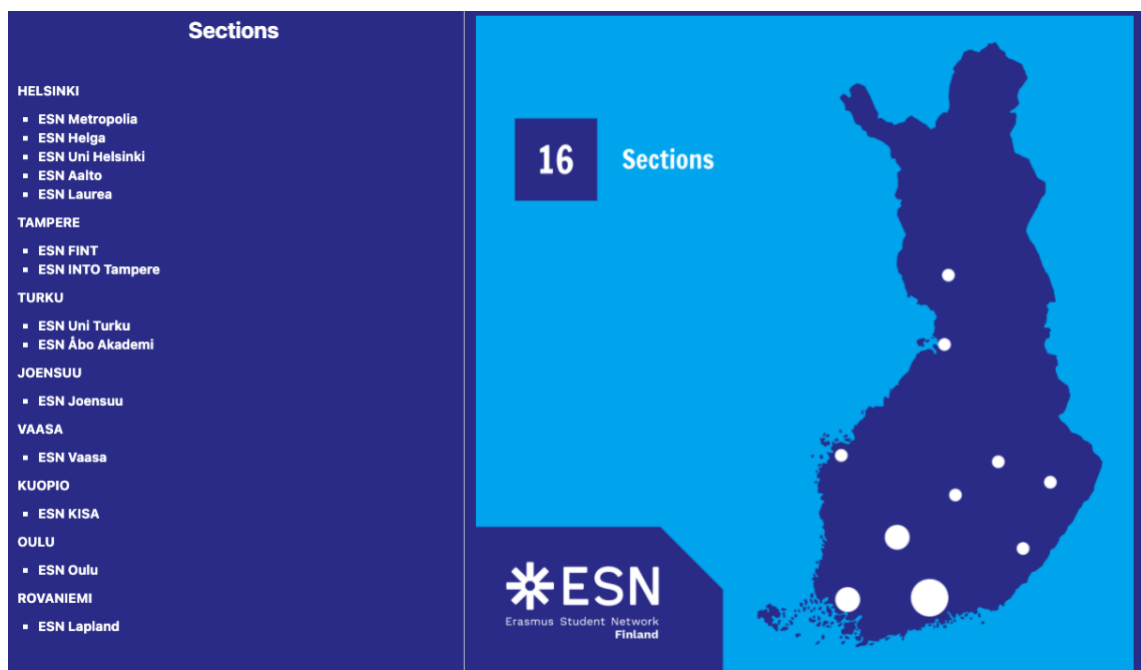 Sections
HELSINKI
ESN Metropolia
ESN Helga
ESN Uni Helsinki
ESN Aalto
ESN Laurea
TAMPERE
ESN FINT
ESN INTO Tampere
TURKU
ESN Uni Turku
ESN Åbo Akademi
JOENSUU
ESN Joensuu
VAASA
ESN Vaasa
KUOPIO
ESN KISA
OULU
ESN Oulu
ROVANIEMI
ESN Lapland
16 Sections
ESN
Erasmus Student Network
Finland